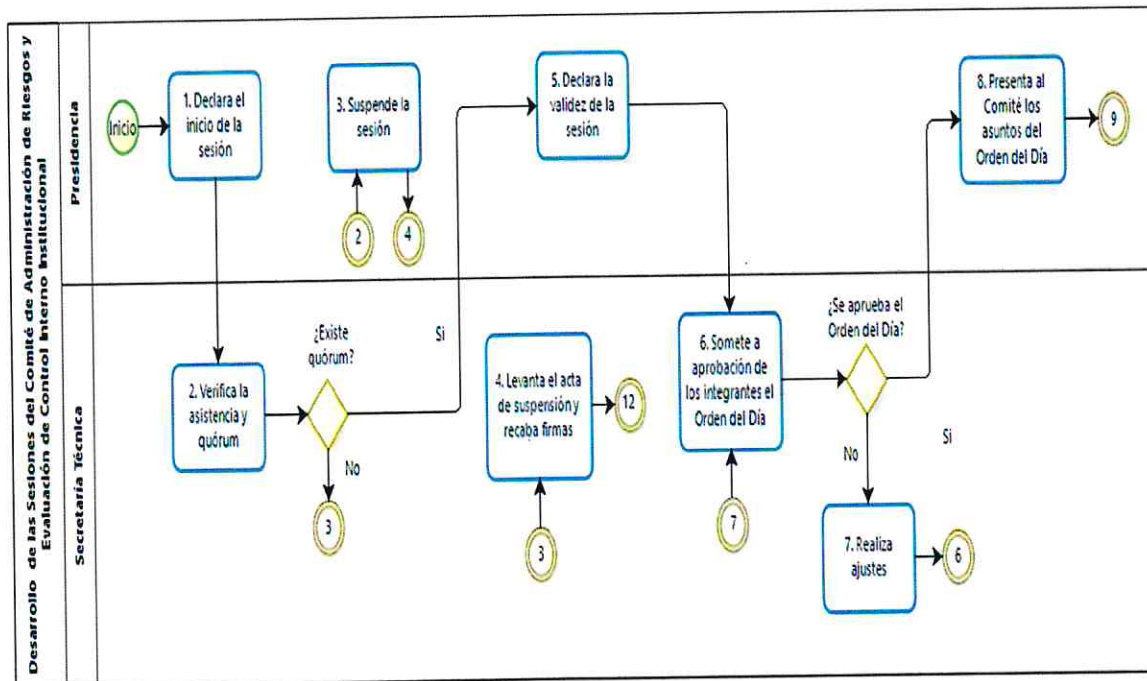 Desarrollo de las Sesiones del Comité de Administración de Riesgos y
Evaluación de Control Interno Institucional
Presidencia
Inicio
1. Declara el
inicio de la
sesión
3. Suspende la
sesión
2
4
5. Declara la
validez de la
sesión
8. Presenta al
Comité los
asuntos del
Orden del Día
9
Secretaría Técnica
2. Verifica la
asistencia y
quórum
¿Existe
quórum?
Si
No
3
4. Levanta el acta
de suspensión y
recaba firmas
12
3
6. Somete a
aprobación de
los integrantes el
Orden del Día
7
¿Se aprueba el
Orden del Día?
No
Si
7. Realiza
ajustes
6